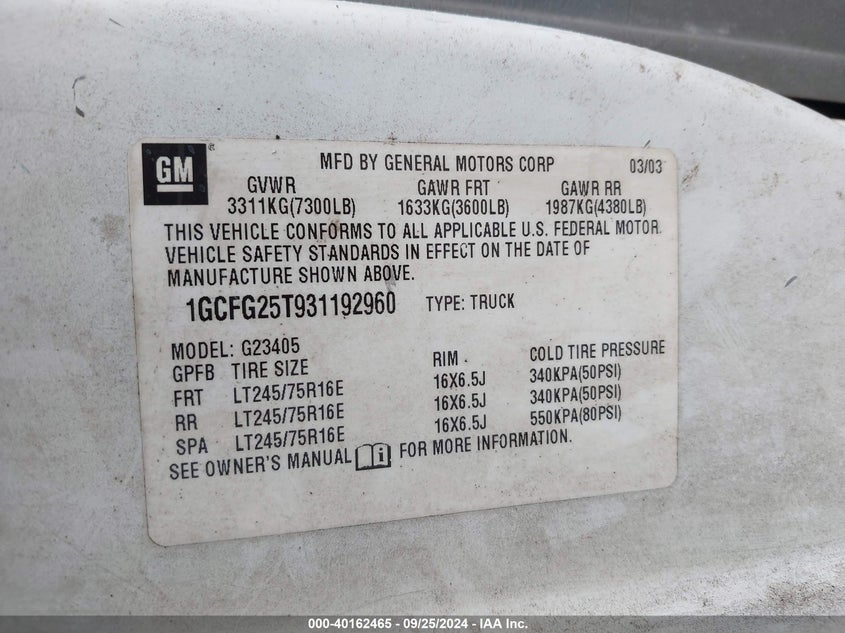 GM
MFD BY GENERAL MOTORS CORP 03/03
GVWR GAWR FRT GAWR RR
3311KG(7300LB) 1633KG(3600LB) 1987KG(4380LB)
THIS VEHICLE CONFORMS TO ALL APPLICABLE U.S. FEDERAL MOTOR
VEHICLE SAFETY STANDARDS IN EFFECT ON THE DATE OF
MANUFACTURE SHOWN ABOVE.
1GCFG25T931192960 TYPE: TRUCK
MODEL: G23405
GPFB TIRE SIZE RIM COLD TIRE PRESSURE
FRT LT245/75R16E 16X6.5J 340KPA(50PSI)
RR LT245/75R16E 16X6.5J 340KPA(50PSI)
SPA LT245/75R16E 16X6.5J 550KPA(80PSI)
SEE OWNER'S MANUAL FOR MORE INFORMATION.
000-40162465 - 09/25/2024 - IAA Inc.